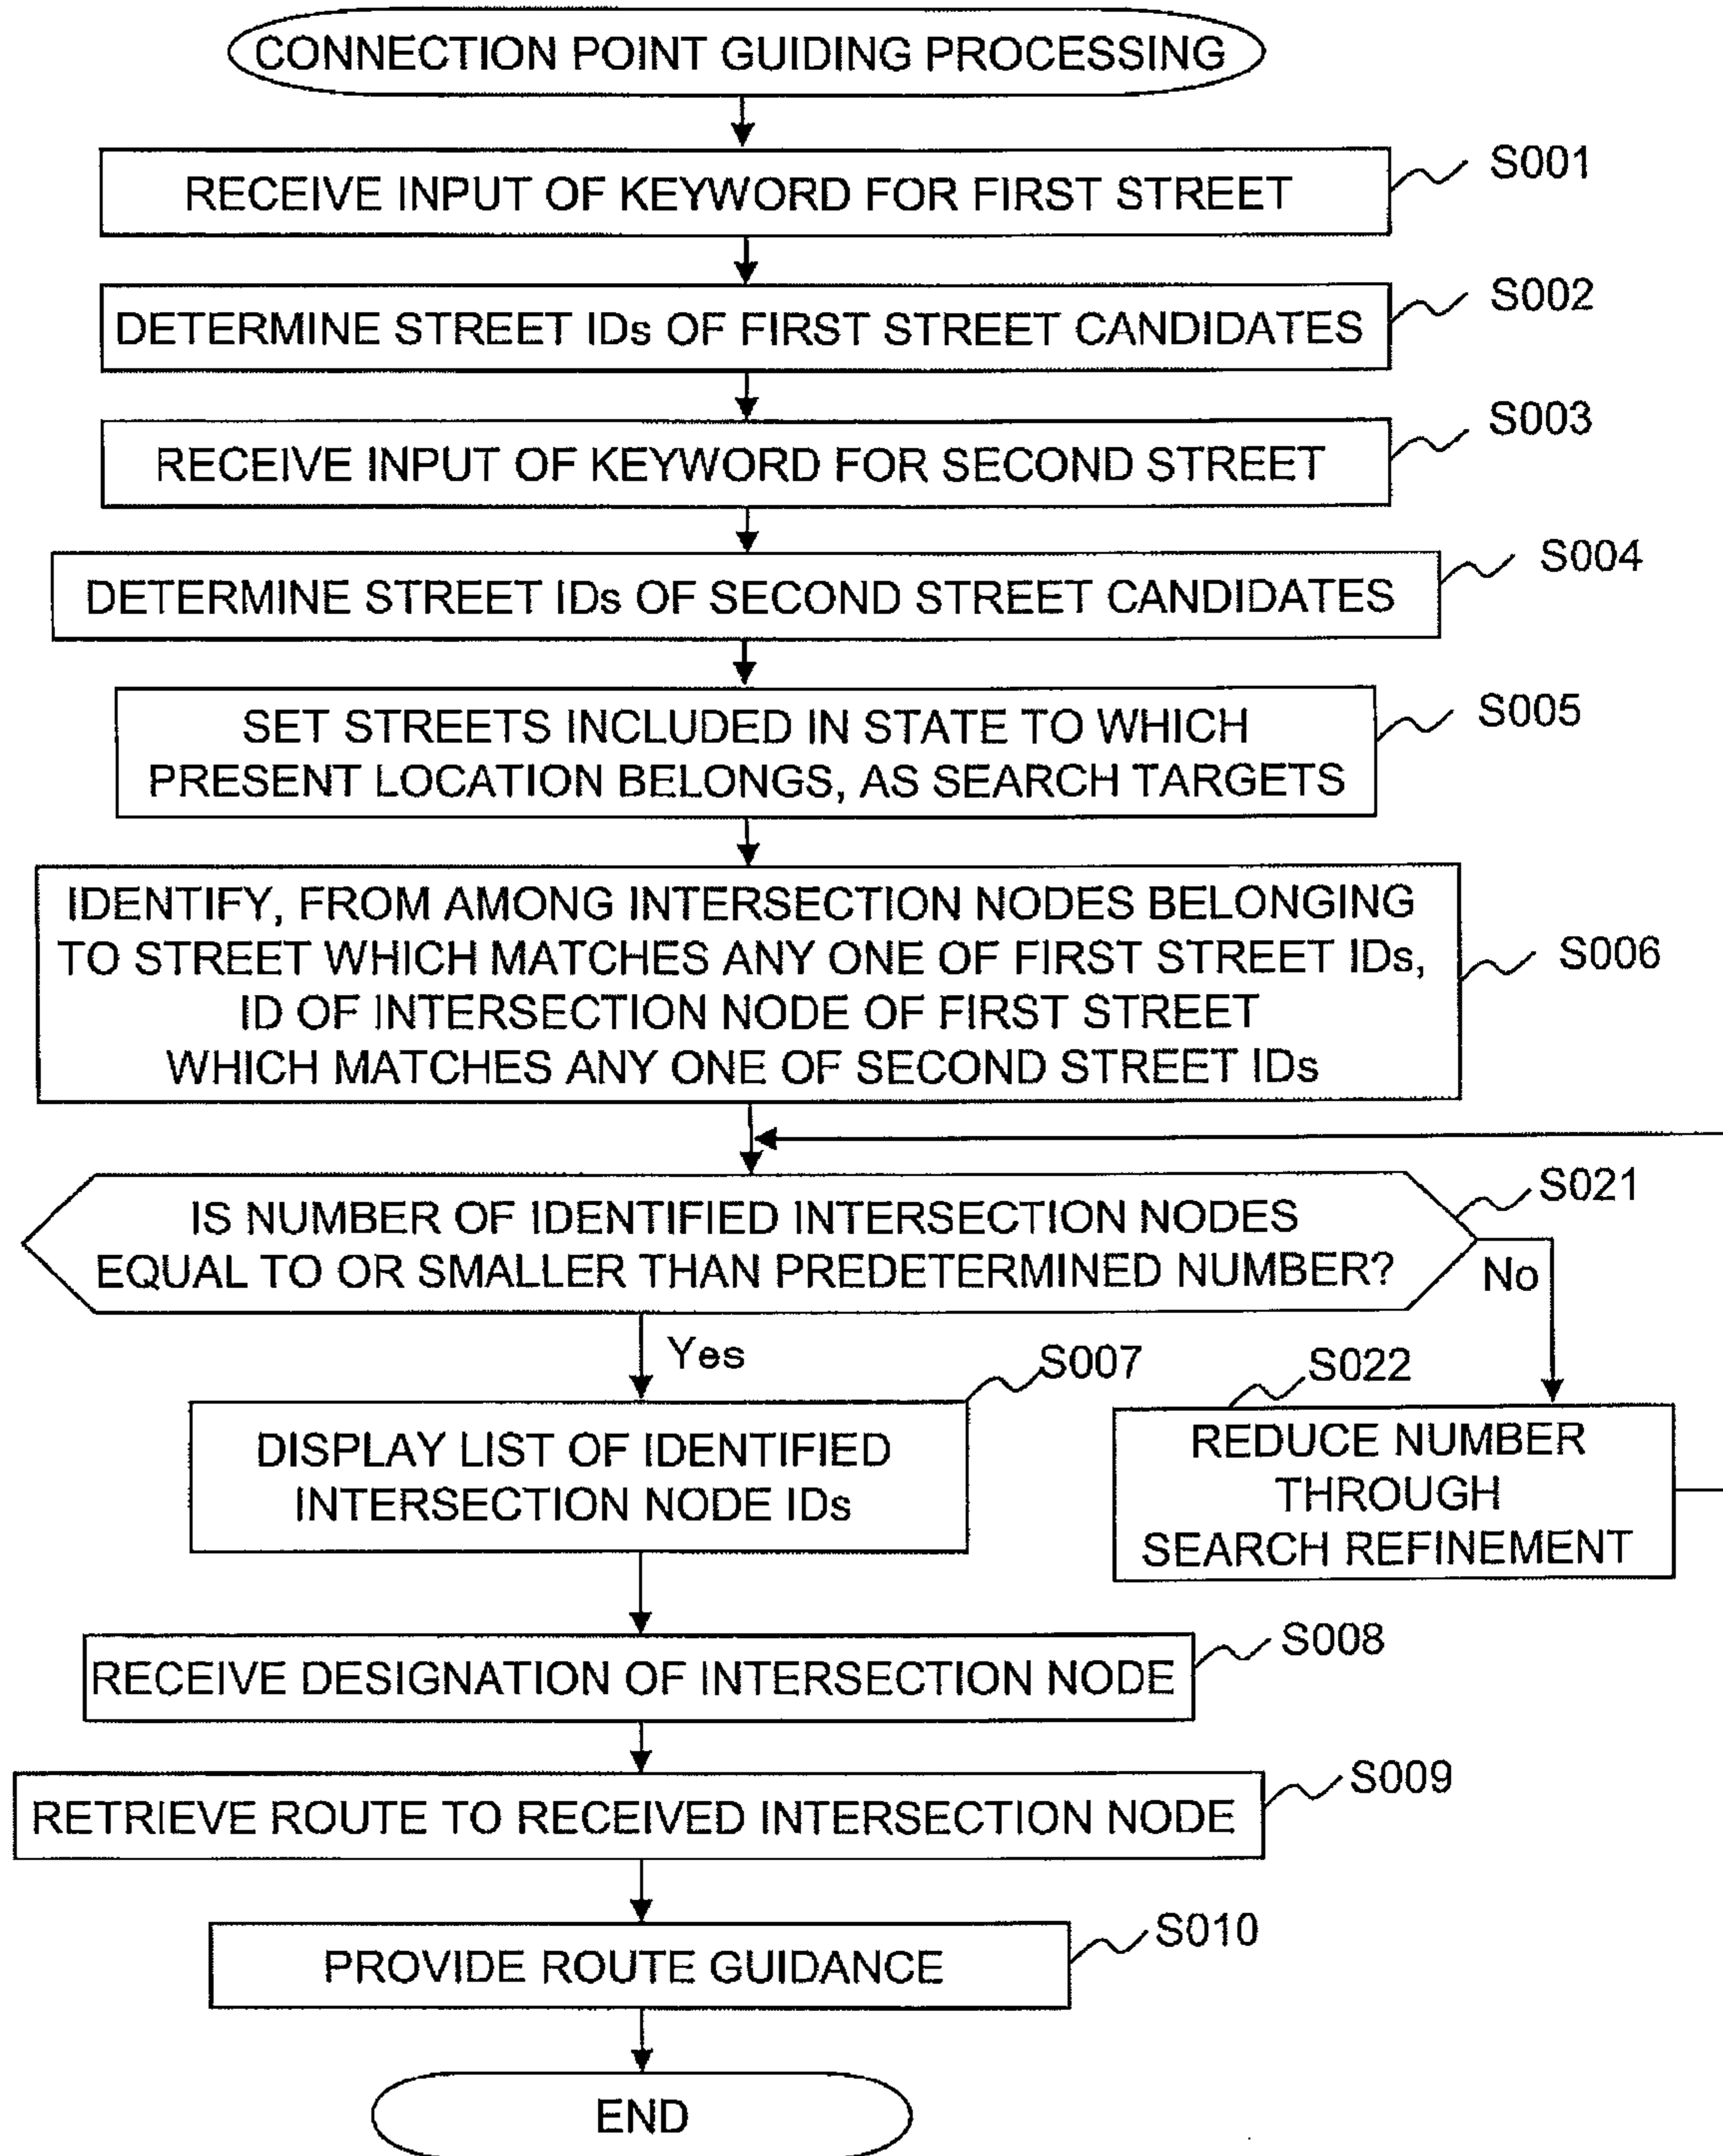 CONNECTION POINT GUIDING PROCESSING
S001
RECEIVE INPUT OF KEYWORD FOR FIRST STREET
S002
DETERMINE STREET IDs OF FIRST STREET CANDIDATES
S003
RECEIVE INPUT OF KEYWORD FOR SECOND STREET
S004
DETERMINE STREET IDs OF SECOND STREET CANDIDATES
S005
SET STREETS INCLUDED IN STATE TO WHICH
PRESENT LOCATION BELONGS, AS SEARCH TARGETS
S006
IDENTIFY, FROM AMONG INTERSECTION NODES BELONGING
TO STREET WHICH MATCHES ANY ONE OF FIRST STREET IDs,
ID OF INTERSECTION NODE OF FIRST STREET
WHICH MATCHES ANY ONE OF SECOND STREET IDs
S021
IS NUMBER OF IDENTIFIED INTERSECTION NODES
EQUAL TO OR SMALLER THAN PREDETERMINED NUMBER?
No
Yes
S007
DISPLAY LIST OF IDENTIFIED
INTERSECTION NODE IDs
S022
REDUCE NUMBER
THROUGH
SEARCH REFINEMENT
S008
RECEIVE DESIGNATION OF INTERSECTION NODE
S009
RETRIEVE ROUTE TO RECEIVED INTERSECTION NODE
S010
PROVIDE ROUTE GUIDANCE
END